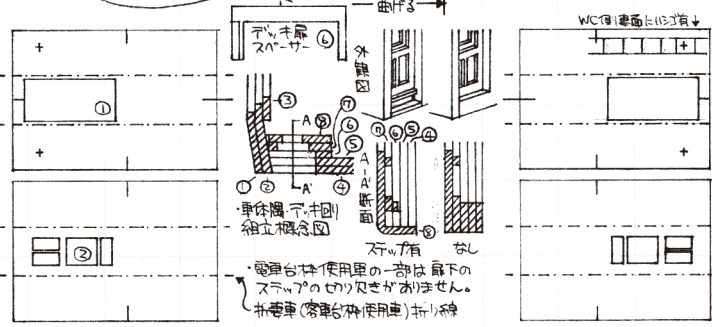 曲げる
WC側妻面にハシゴ有
デッキ扉
スペーサー ⑥
外観図
①
③
A ⑧
⑦
⑥
⑤
① ② A' ④
・車体隅・デッキ回り
組立概念図
⑦ ⑥ ⑤ ④
A-A'断面
⑧
ステップ有 なし
②
・電車台枠使用車の一部は扉下の
ステップの切り欠きがありません。
折妻車(客車台枠使用車)折り線